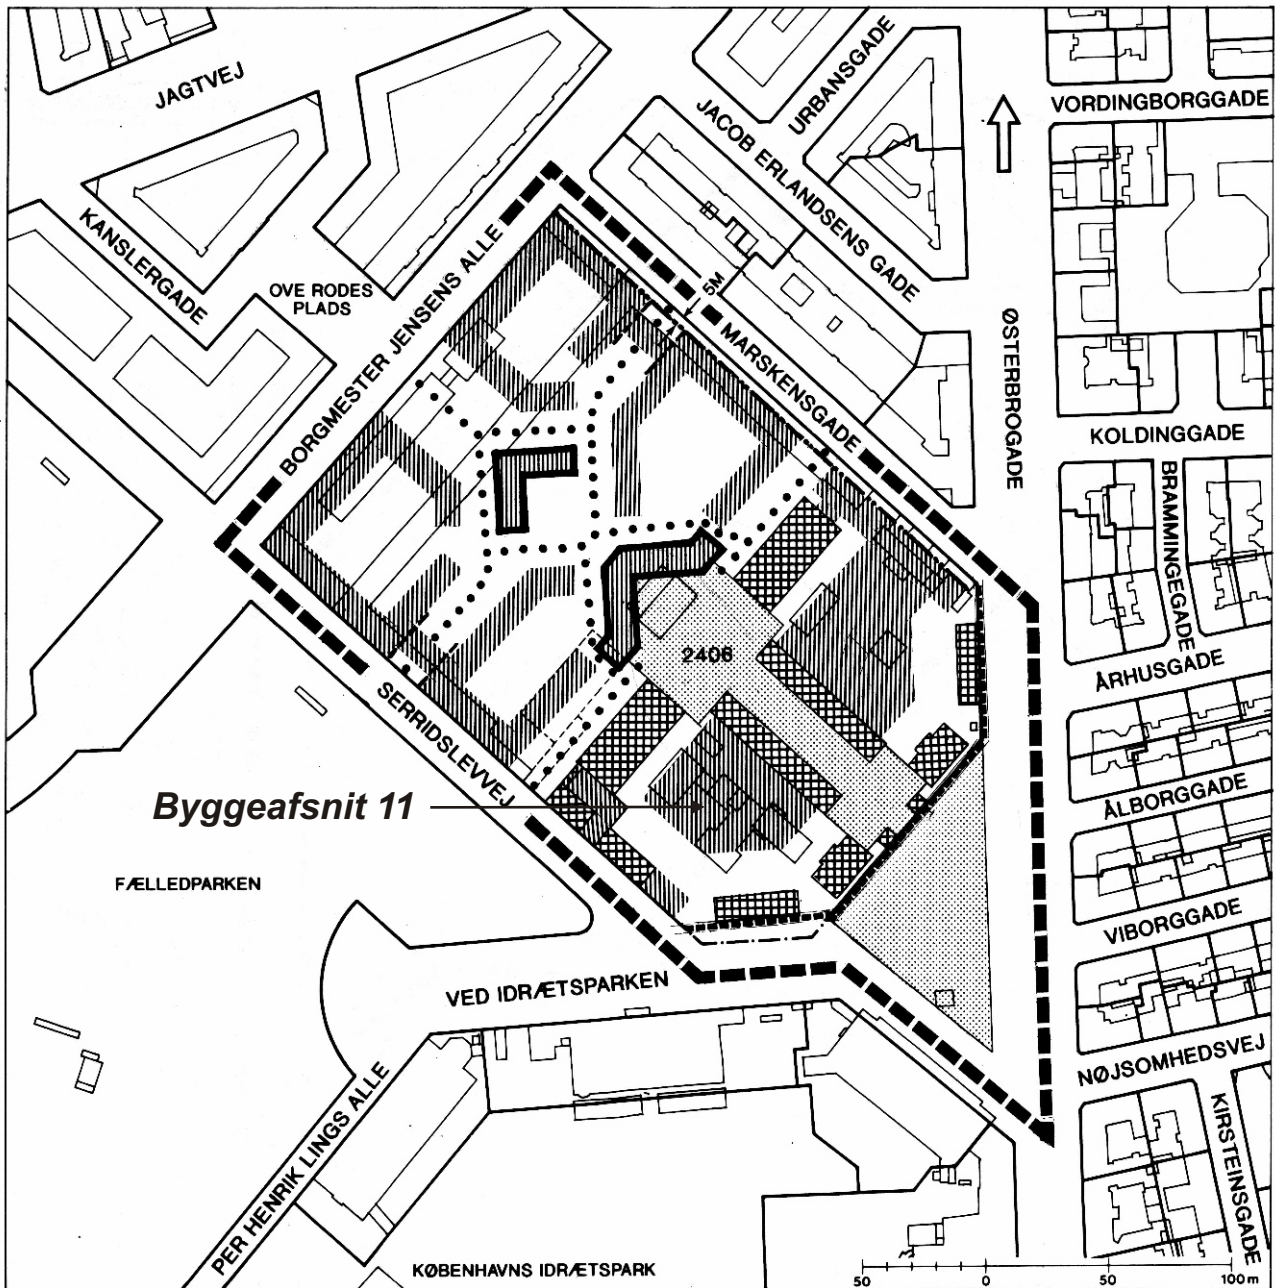 JAGTVEJ
URBANSGADE
VORDINGBORGGADE
JACOB ERLANDSENS GADE
KANSLERGADE
OVE RODES
PLADS
BORGMESTER JENSENS ALLE
5M
MARSKENSGADE
ØSTERBROGADE
KOLDINGGADE
BRAMMINGEGADE
2406
ÅRHUSGADE
SERRIDSLEVVEJ
Byggeafsnit 11
ÅLBORGGADE
FÆLLEDPARKEN
VIBORGGADE
VED IDRÆTSPARKEN
NØJSOMHEDSVEJ
PER HENRIK LINGS ALLE
KIRSTEINSGADE
KØBENHAVNS IDRÆTSPARK
50 0 50 100m